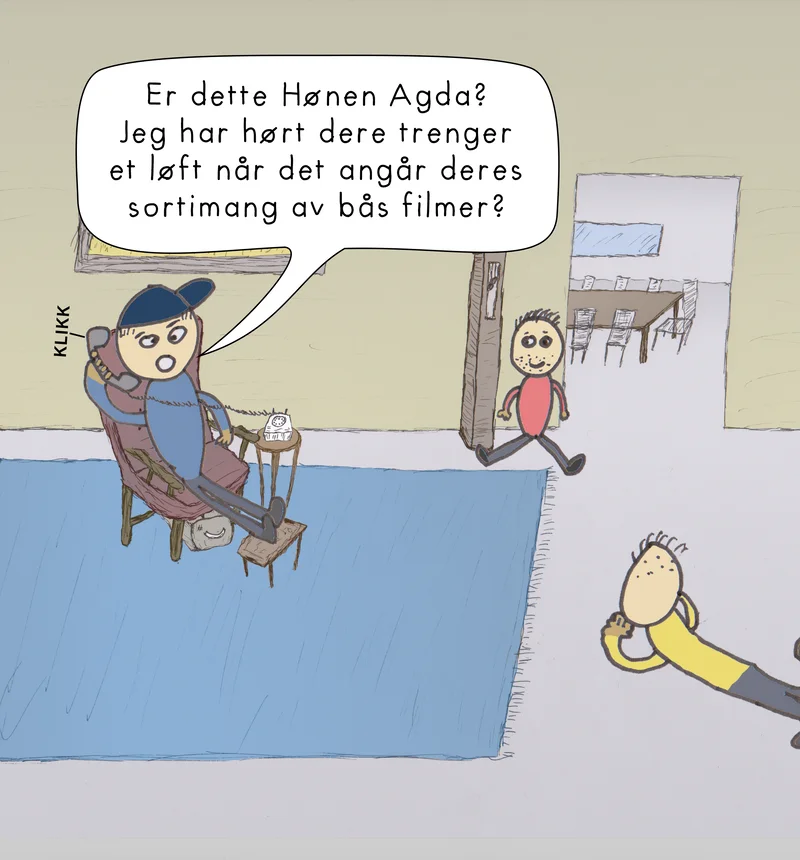 Er dette Hønen Agda?
Jeg har hørt dere trenger
et løft når det angår deres
sortimang av bås filmer?
KLIKK